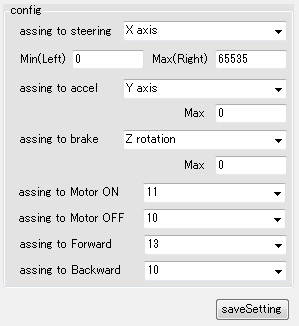 config
assing to steering X axis
Min(Left) 0 Max(Right) 65535
assing to accel Y axis
Max 0
assing to brake Z rotation
Max 0
assing to Motor ON 11
assing to Motor OFF 10
assing to Forward 13
assing to Backward 10
saveSetting